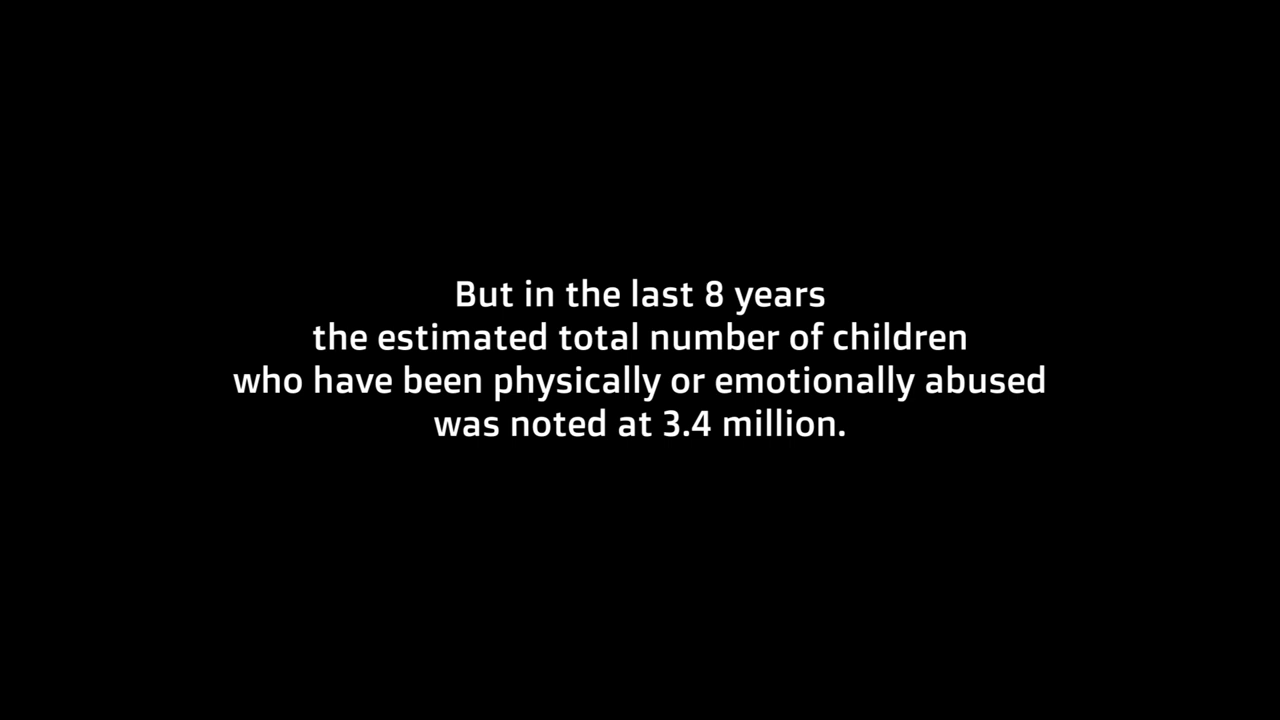 But in the last 8 years
the estimated total number of children
who have been physically or emotionally abused
was noted at 3.4 million.